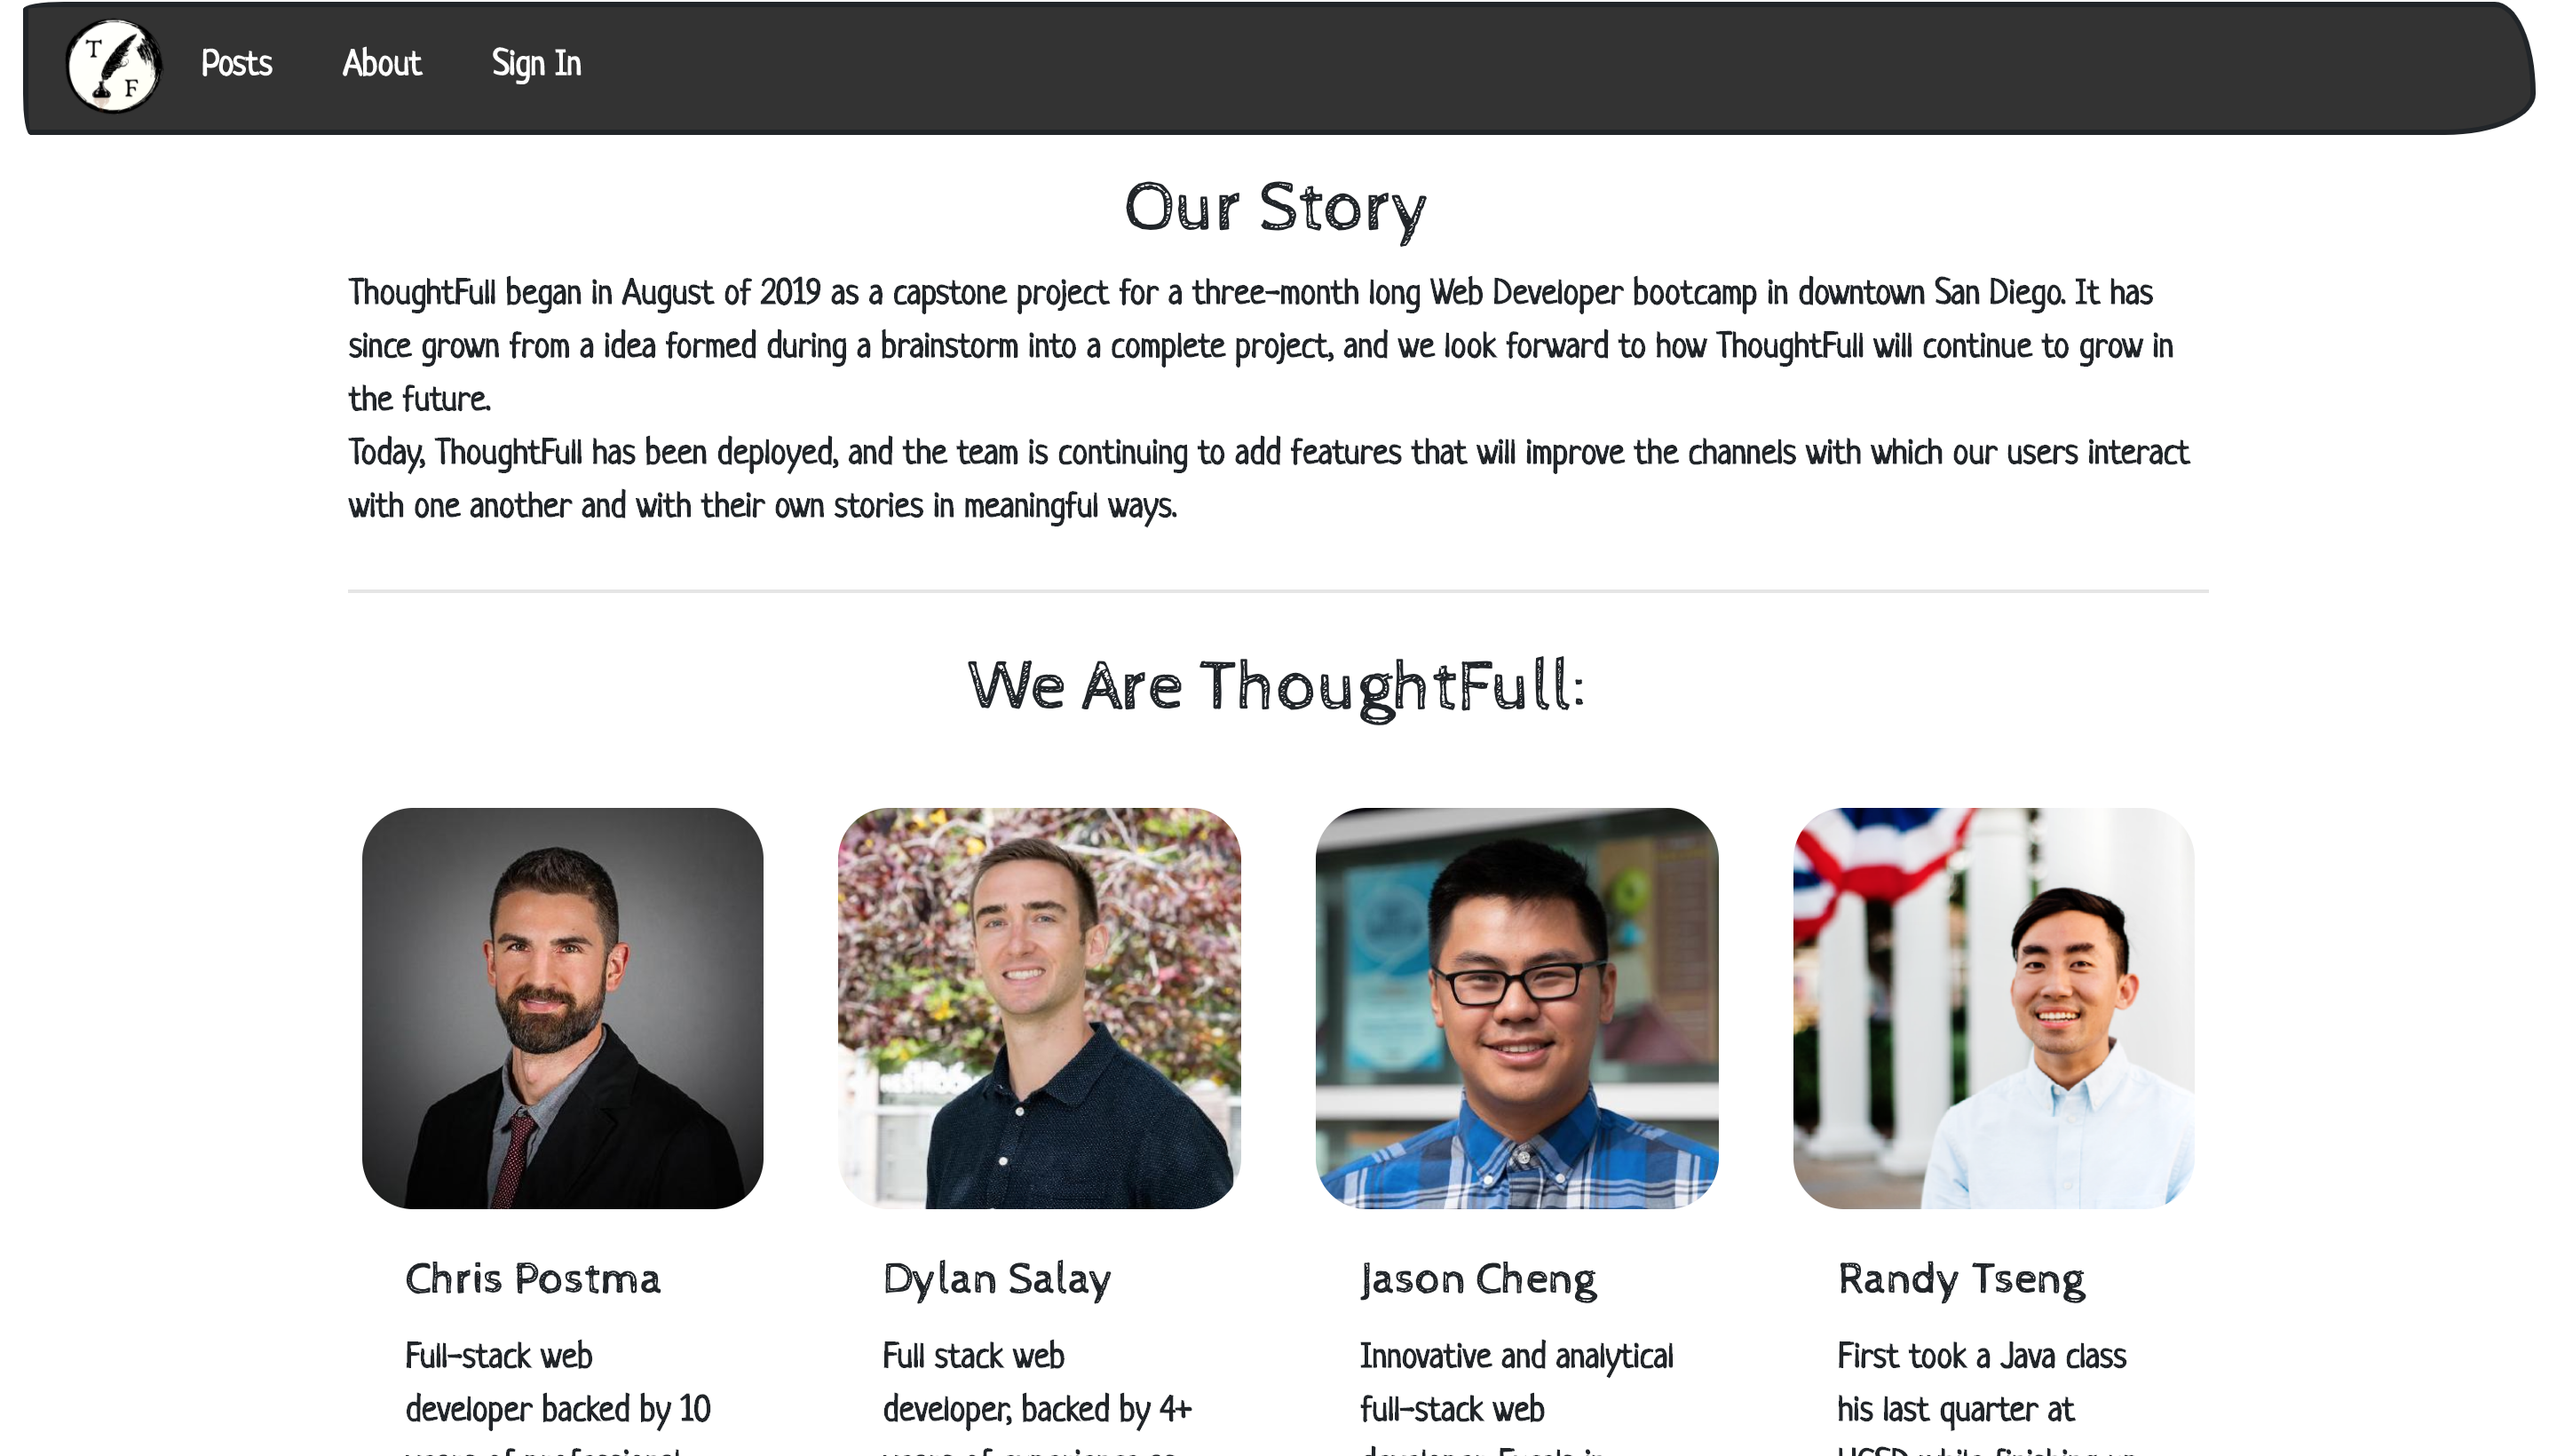 T
F
Posts
About
Sign In
Our Story
ThoughtFull began in August of 2019 as a capstone project for a three-month long Web Developer bootcamp in downtown San Diego. It has
since grown from a idea formed during a brainstorm into a complete project, and we look forward to how ThoughtFull will continue to grow in
the future.
Today, ThoughtFull has been deployed, and the team is continuing to add features that will improve the channels with which our users interact
with one another and with their own stories in meaningful ways.
We Are ThoughtFull:
Chris Postma
Full-stack web
developer backed by 10
Dylan Salay
Full stack web
developer, backed by 4+
Jason Cheng
Innovative and analytical
full-stack web
Randy Tseng
First took a Java class
his last quarter at